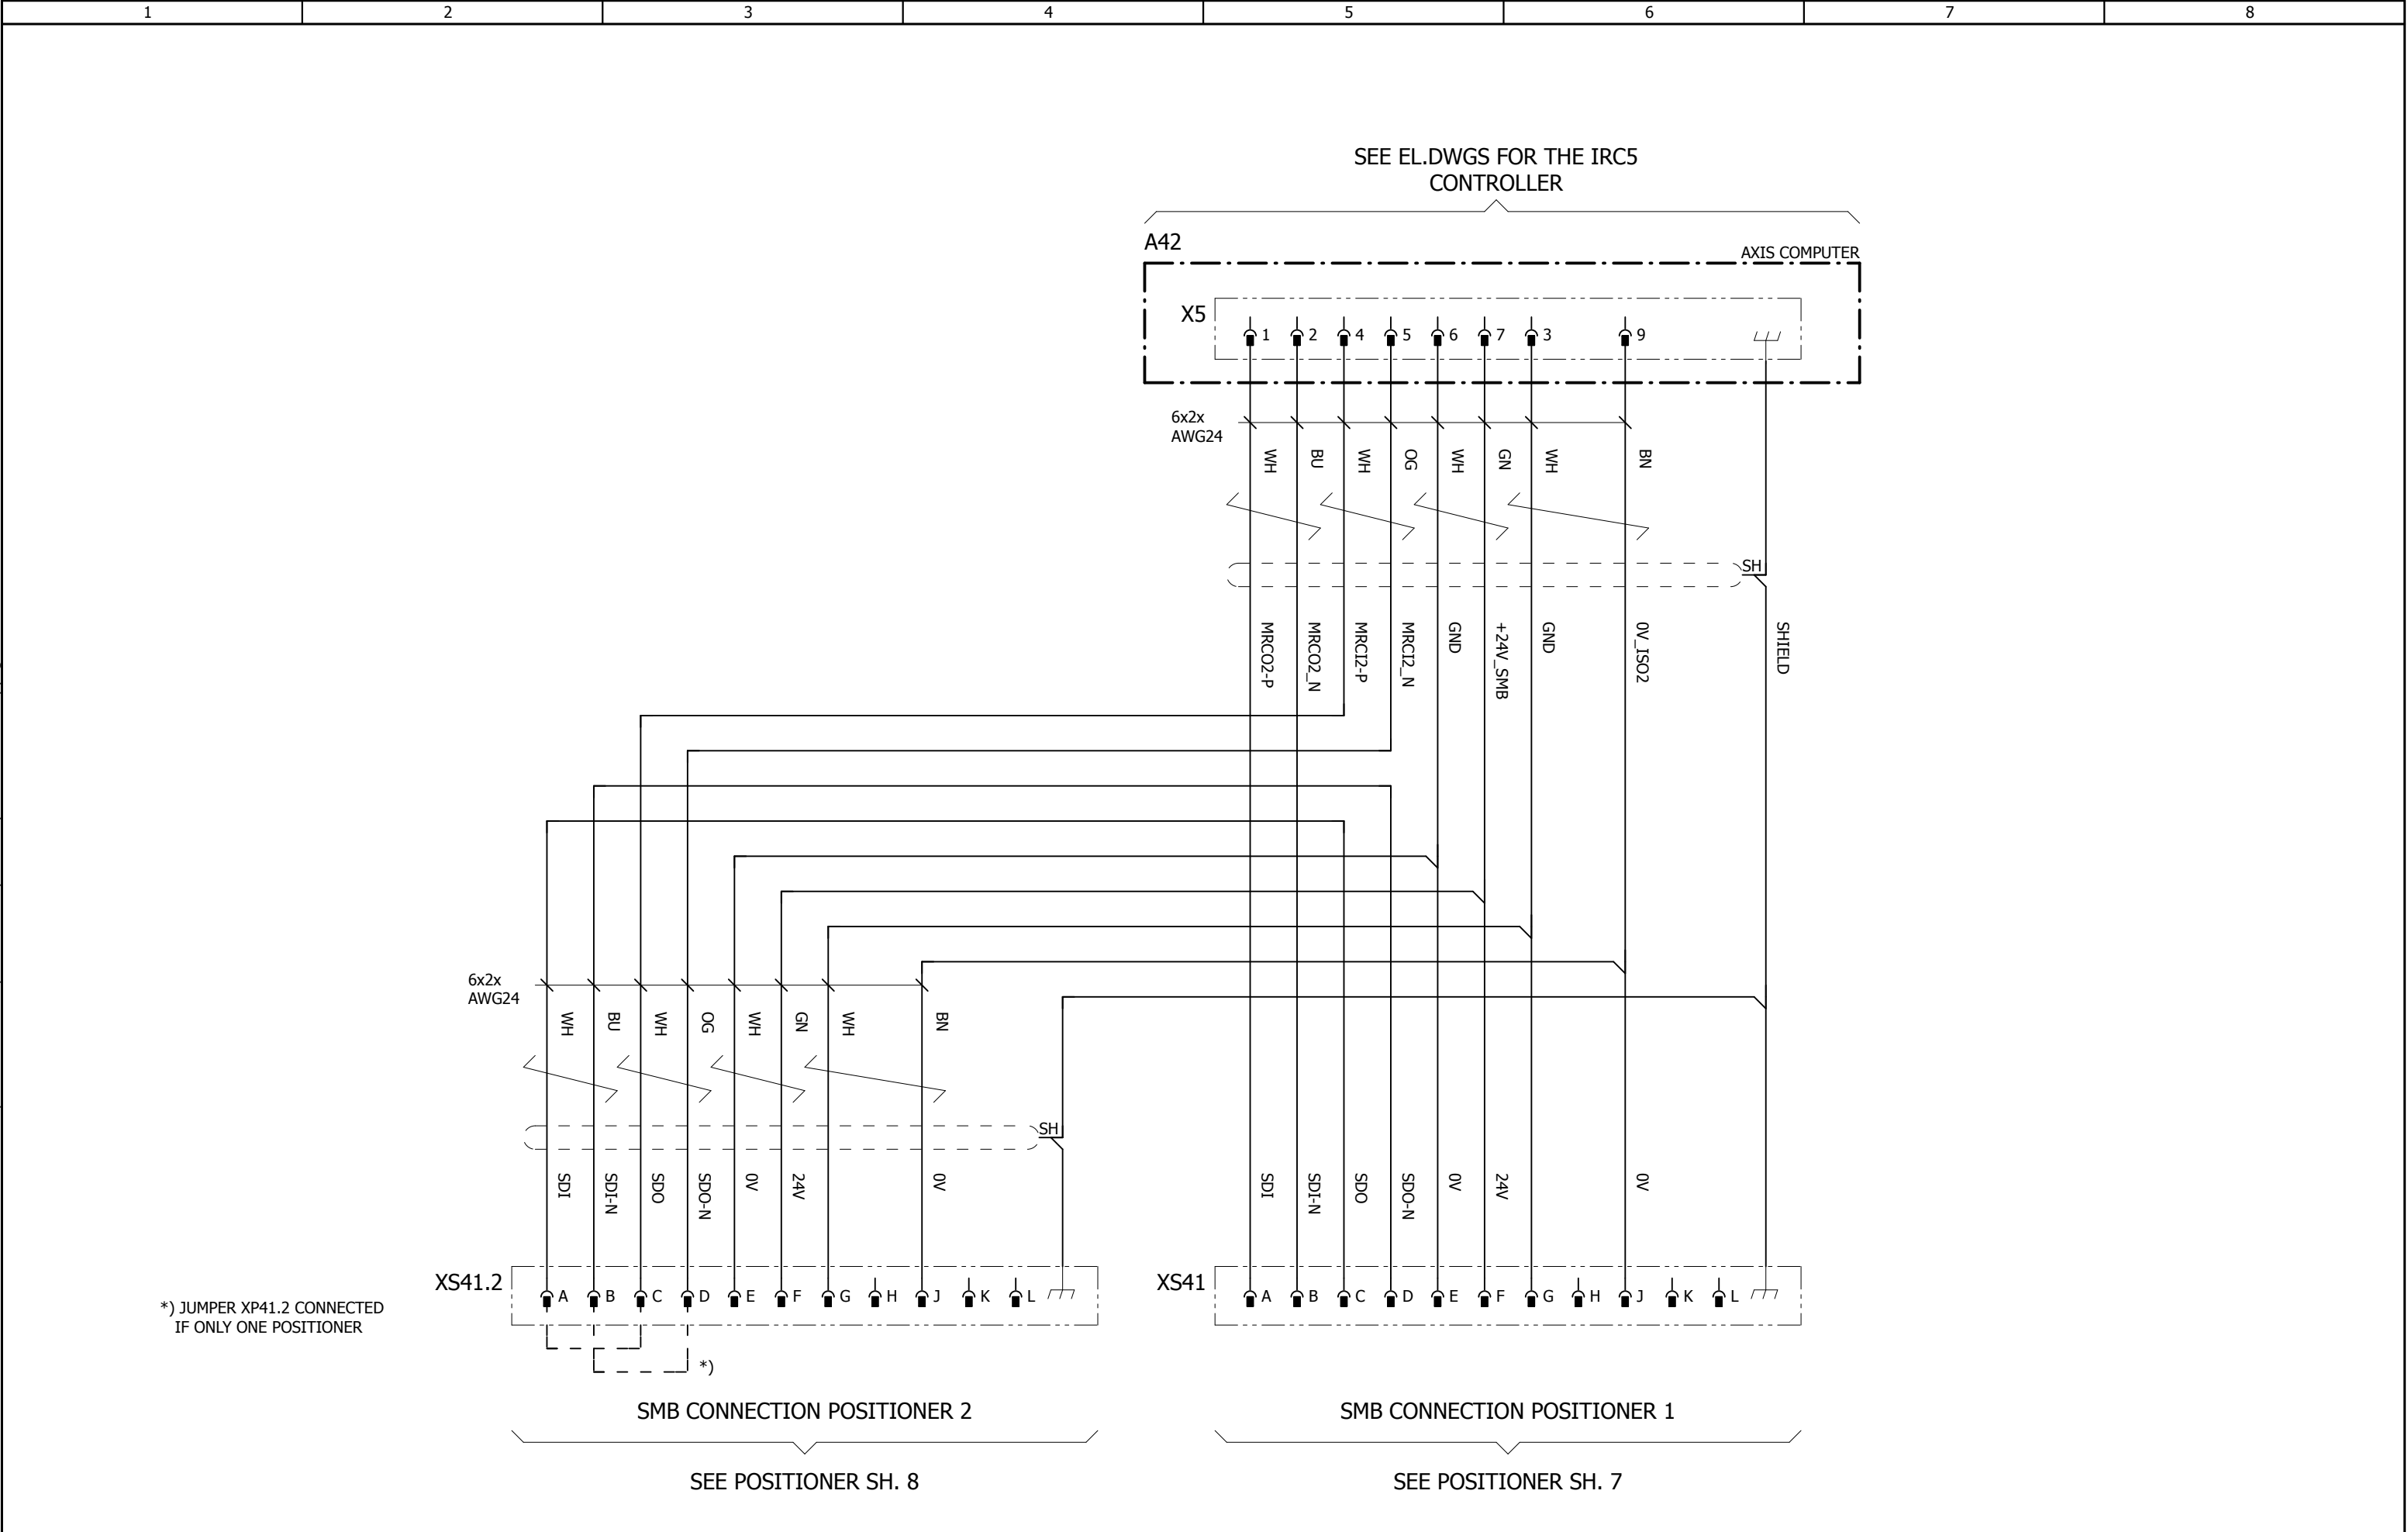 1 2 3 4 5 6 7 8
SEE EL.DWGS FOR THE IRC5
CONTROLLER
A42
AXIS COMPUTER
X5
1 2 4 5 6 7 3 9
6x2x
AWG24
WH BU WH OG WH GN WH BN
SH
MRCO2-P MRCO2_N MRCI2-P MRCI2_N GND +24V_SMB GND 0V_ISO2 SHIELD
6x2x
AWG24
WH BU WH OG WH GN WH BN
SH
SDI SDI-N SDO SDO-N 0V 24V 0V
SDI SDI-N SDO SDO-N 0V 24V 0V
XS41.2
A B C D E F G H J K L
XS41
A B C D E F G H J K L
*) JUMPER XP41.2 CONNECTED
IF ONLY ONE POSITIONER
*)
SMB CONNECTION POSITIONER 2
SMB CONNECTION POSITIONER 1
SEE POSITIONER SH. 8
SEE POSITIONER SH. 7